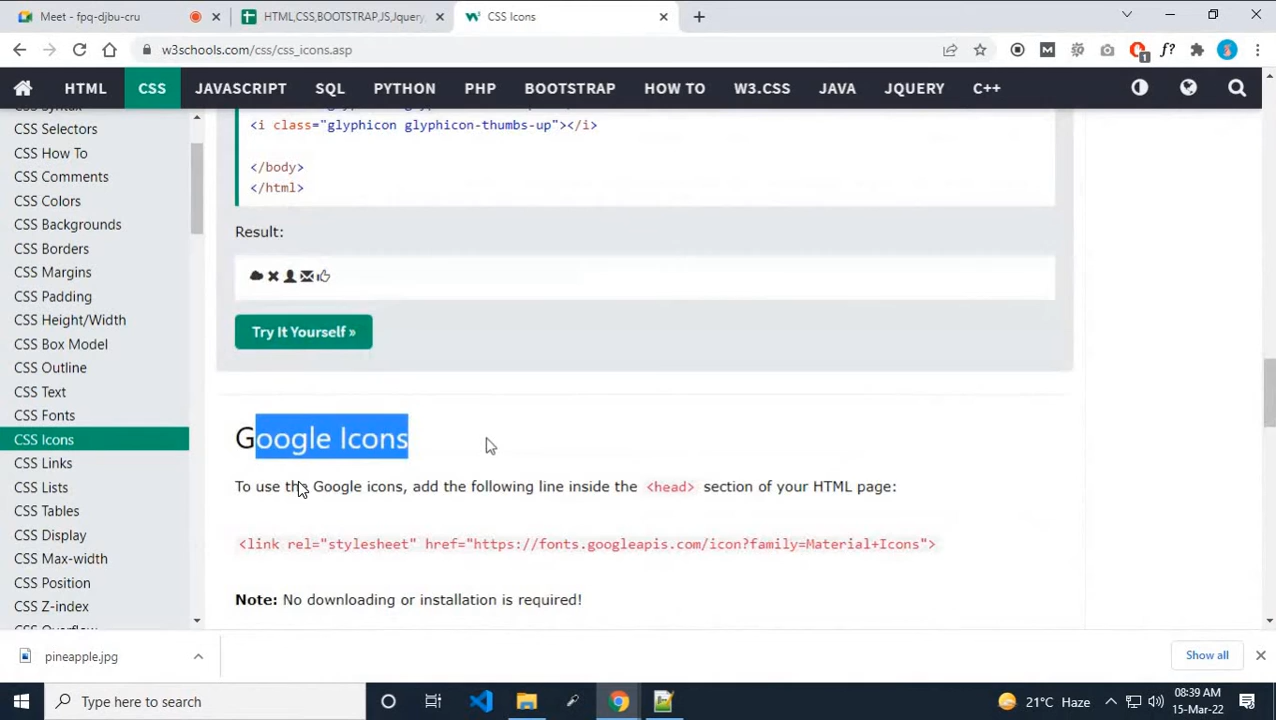 Meet - fpq-djbu-cru
HTML,CSS,BOOTSTRAP,JS,Jquery,
CSS Icons
w3schools.com/css/css_icons.asp
HTML CSS JAVASCRIPT SQL PYTHON PHP BOOTSTRAP HOW TO W3.CSS JAVA JQUERY C++
CSS Syntax
CSS Selectors
CSS How To
CSS Comments
CSS Colors
CSS Backgrounds
CSS Borders
CSS Margins
CSS Padding
CSS Height/Width
CSS Box Model
CSS Outline
CSS Text
CSS Fonts
CSS Icons
CSS Links
CSS Lists
CSS Tables
CSS Display
CSS Max-width
CSS Position
CSS Z-index
CSS Overflow
<i class="glyphicon glyphicon-thumbs-up"></i>
</body>
</html>
Result:
Try It Yourself »
Google Icons
To use the Google icons, add the following line inside the <head> section of your HTML page:
<link rel="stylesheet" href="https://fonts.googleapis.com/icon?family=Material+Icons">
Note: No downloading or installation is required!
pineapple.jpg
Show all
Type here to search
21°C Haze
08:39 AM
15-Mar-22